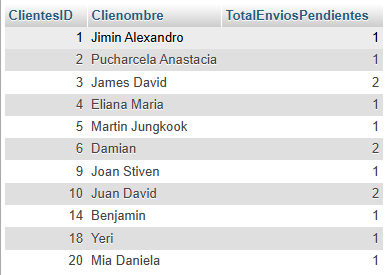 ClientesID Clienombre TotalEnviosPendientes
1 Jimin Alexandro 1
2 Pucharcela Anastacia 1
3 James David 2
4 Eliana Maria 1
5 Martin Jungkook 1
6 Damian 2
9 Joan Stiven 1
10 Juan David 2
14 Benjamin 1
18 Yeri 1
20 Mia Daniela 1